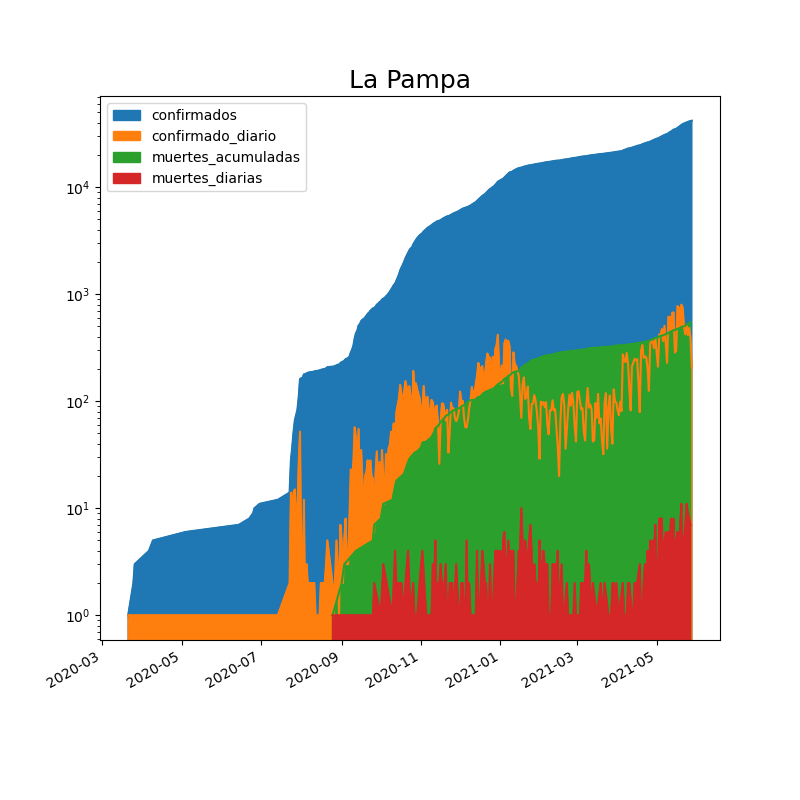 La Pampa
confirmados
confirmado_diario
muertes_acumuladas
muertes_diarias
10^4
10^3
10^2
10^1
10^0
2020-03
2020-05
2020-07
2020-09
2020-11
2021-01
2021-03
2021-05